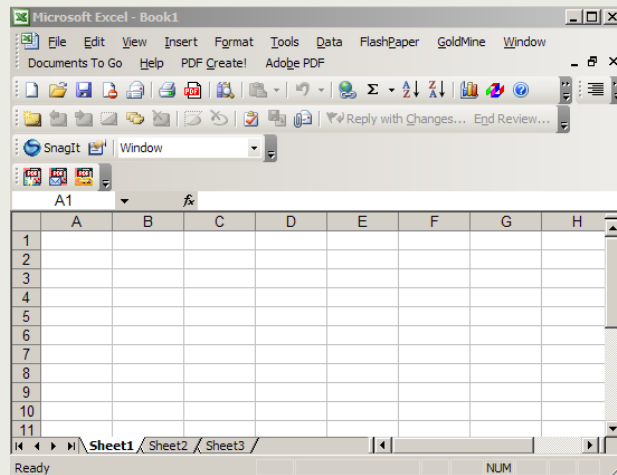 Microsoft Excel - Book1
File Edit View Insert Format Tools Data FlashPaper GoldMine Window
Documents To Go Help PDF Create! Adobe PDF
Reply with Changes... End Review...
SnagIt Window
A1 fx
A B C D E F G H
1
2
3
4
5
6
7
8
9
10
11
Sheet1 Sheet2 Sheet3
Ready NUM